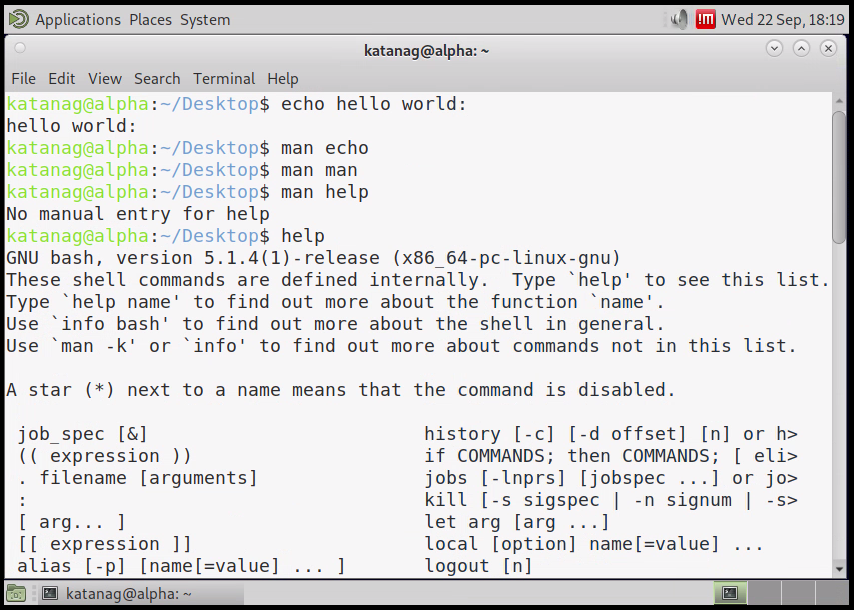 Applications Places System
!m Wed 22 Sep, 18:19
katanag@alpha: ~
File Edit View Search Terminal Help
katanag@alpha:~/Desktop$ echo hello world:
hello world:
katanag@alpha:~/Desktop$ man echo
katanag@alpha:~/Desktop$ man man
katanag@alpha:~/Desktop$ man help
No manual entry for help
katanag@alpha:~/Desktop$ help
GNU bash, version 5.1.4(1)-release (x86_64-pc-linux-gnu)
These shell commands are defined internally.  Type `help' to see this list.
Type `help name' to find out more about the function `name'.
Use `info bash' to find out more about the shell in general.
Use `man -k' or `info' to find out more about commands not in this list.
A star (*) next to a name means that the command is disabled.
 job_spec [&]                         history [-c] [-d offset] [n] or h>
 (( expression ))                     if COMMANDS; then COMMANDS; [ eli>
 . filename [arguments]               jobs [-lnprs] [jobspec ...] or jo>
 :                                    kill [-s sigspec | -n signum | -s>
 [ arg... ]                           let arg [arg ...]
 [[ expression ]]                     local [option] name[=value] ...
 alias [-p] [name[=value] ... ]       logout [n]
katanag@alpha: ~